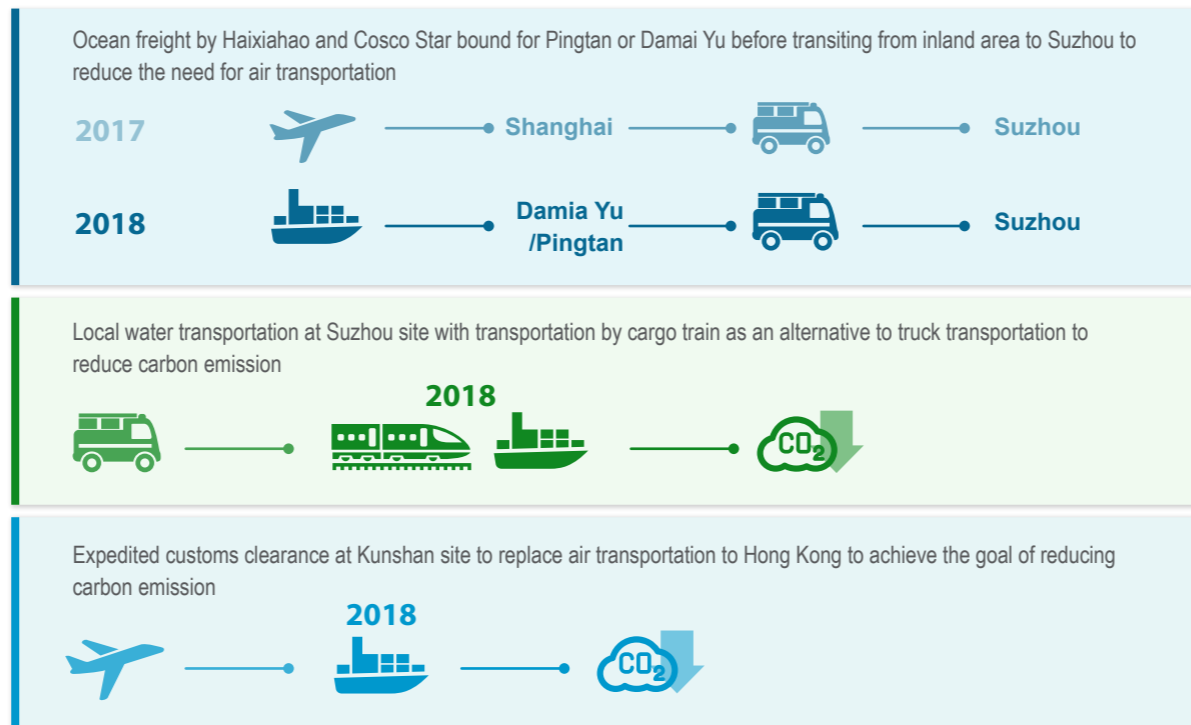 Ocean freight by Haixiahao and Cosco Star bound for Pingtan or Damai Yu before transiting from inland area to Suzhou to
reduce the need for air transportation
2017
Shanghai
Suzhou
2018
Damia Yu
/Pingtan
Suzhou
Local water transportation at Suzhou site with transportation by cargo train as an alternative to truck transportation to
reduce carbon emission
2018
CO2
Expedited customs clearance at Kunshan site to replace air transportation to Hong Kong to achieve the goal of reducing
carbon emission
2018
CO2